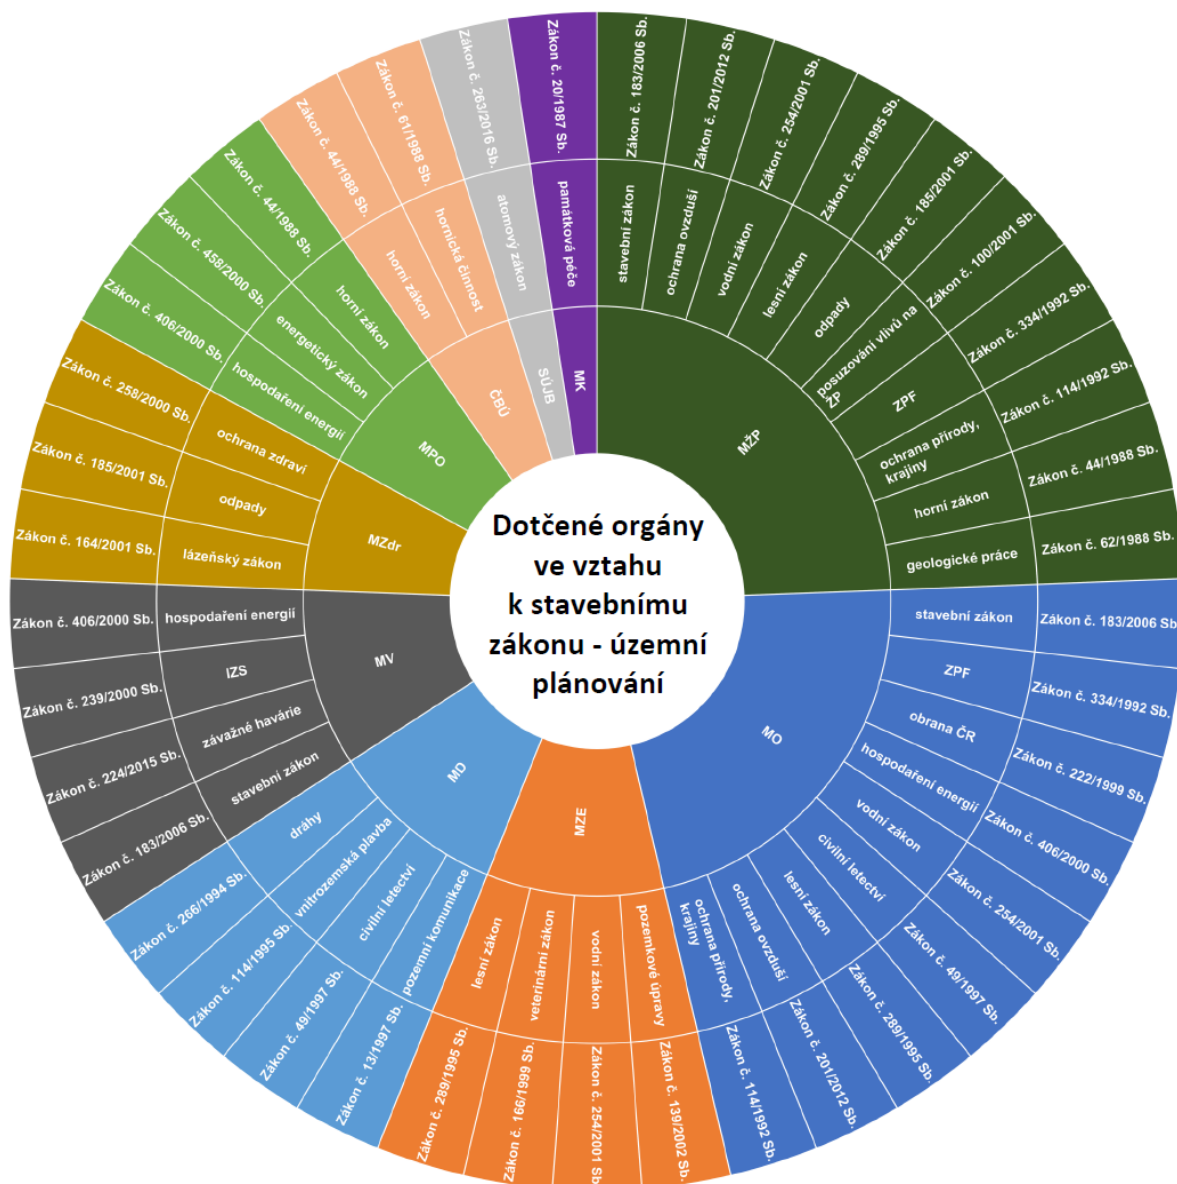 Dotčené orgány
ve vztahu
k stavebnímu
zákonu - územní
plánování
MŽP
stavební zákon
Zákon č. 183/2006 Sb.
ochrana ovzduší
Zákon č. 201/2012 Sb.
vodní zákon
Zákon č. 254/2001 Sb.
lesní zákon
Zákon č. 289/1995 Sb.
odpady
Zákon č. 185/2001 Sb.
posuzování vlivů na
ŽP
Zákon č. 100/2001 Sb.
ZPF
Zákon č. 334/1992 Sb.
ochrana přírody,
krajiny
Zákon č. 114/1992 Sb.
horní zákon
Zákon č. 44/1988 Sb.
geologické práce
Zákon č. 62/1988 Sb.
MO
stavební zákon
Zákon č. 183/2006 Sb.
ZPF
Zákon č. 334/1992 Sb.
obrana ČR
Zákon č. 222/1999 Sb.
hospodaření energií
Zákon č. 406/2000 Sb.
vodní zákon
Zákon č. 254/2001 Sb.
civilní letectví
Zákon č. 49/1997 Sb.
lesní zákon
Zákon č. 289/1995 Sb.
ochrana ovzduší
Zákon č. 201/2012 Sb.
ochrana přírody,
krajiny
Zákon č. 114/1992 Sb.
MZE
pozemkové úpravy
Zákon č. 139/2002 Sb.
vodní zákon
Zákon č. 254/2001 Sb.
veterinární zákon
Zákon č. 166/1999 Sb.
lesní zákon
Zákon č. 289/1995 Sb.
MD
pozemní komunikace
Zákon č. 13/1997 Sb.
civilní letectví
Zákon č. 49/1997 Sb.
vnitrozemská plavba
Zákon č. 114/1995 Sb.
dráhy
Zákon č. 266/1994 Sb.
MV
stavební zákon
Zákon č. 183/2006 Sb.
závažné havárie
Zákon č. 224/2015 Sb.
IZS
Zákon č. 239/2000 Sb.
hospodaření energií
Zákon č. 406/2000 Sb.
MZdr
lázeňský zákon
Zákon č. 164/2001 Sb.
odpady
Zákon č. 185/2001 Sb.
ochrana zdraví
Zákon č. 258/2000 Sb.
MPO
hospodaření energií
Zákon č. 406/2000 Sb.
energetický zákon
Zákon č. 458/2000 Sb.
horní zákon
Zákon č. 44/1988 Sb.
ČBÚ
horní zákon
Zákon č. 44/1988 Sb.
hornická činnost
Zákon č. 61/1988 Sb.
SÚJB
atomový zákon
Zákon č. 263/2016 Sb.
MK
památková péče
Zákon č. 20/1987 Sb.